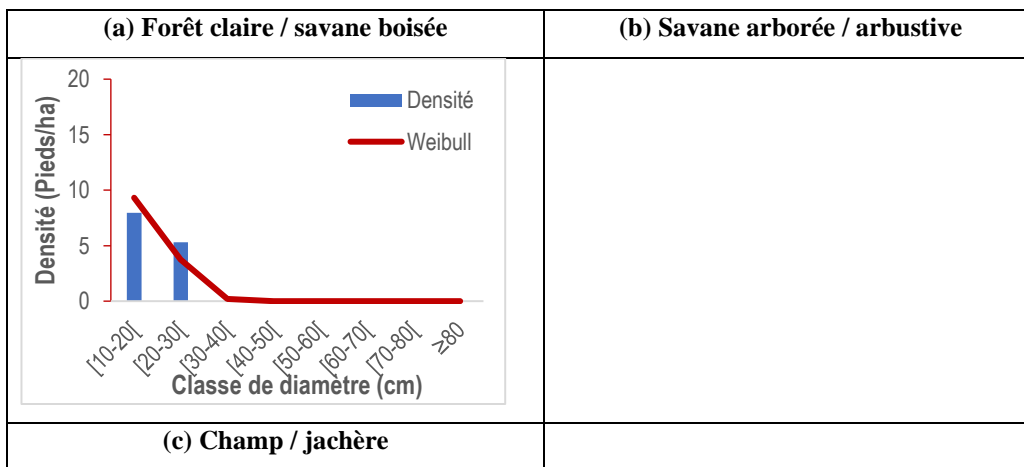 (a) Forêt claire / savane boisée
(b) Savane arborée / arbustive
20
15
10
5
0
Densité (Pieds/ha)
Densité
Weibull
[10-20[
[20-30[
[30-40[
[40-50[
[50-60[
[60-70[
[70-80[
≥80
Classe de diamètre (cm)
(c) Champ / jachère